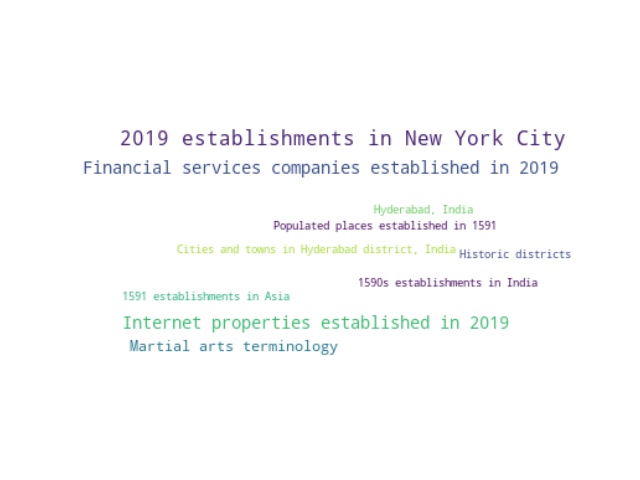 2019 establishments in New York City
Financial services companies established in 2019
Hyderabad, India
Populated places established in 1591
Cities and towns in Hyderabad district, India
Historic districts
1590s establishments in India
1591 establishments in Asia
Internet properties established in 2019
Martial arts terminology